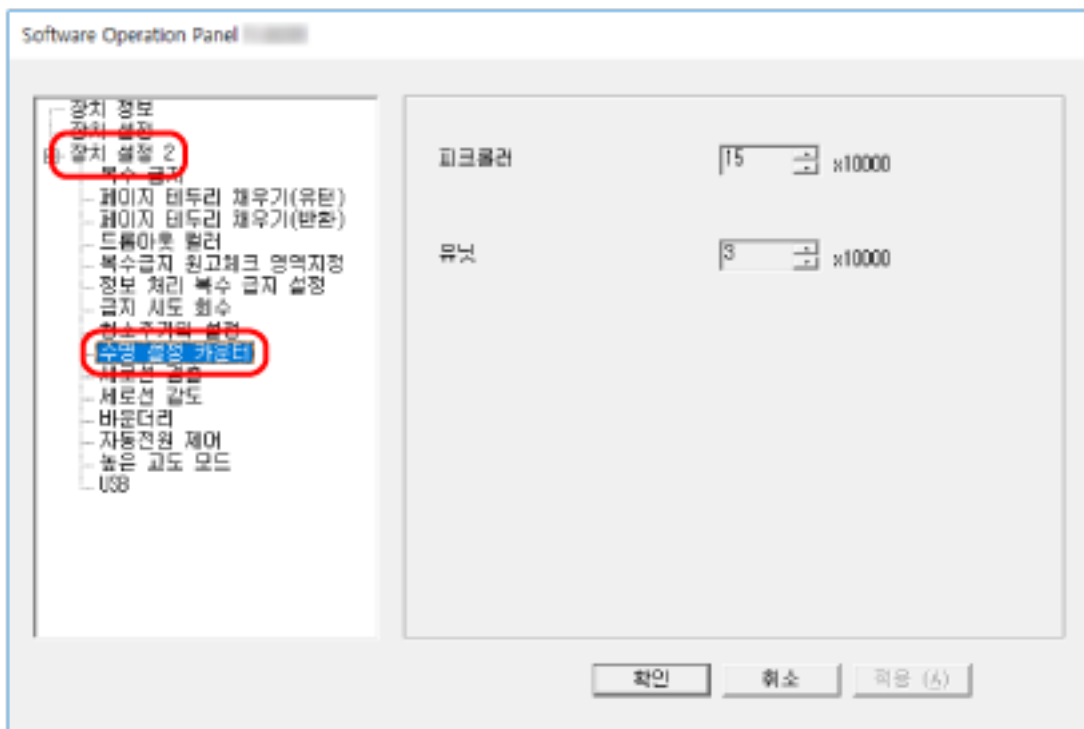 Software Operation Panel
장치 정보
장치 설정
장치 설정 2
복수 급지
페이지 테두리 채우기(유턴)
페이지 테두리 채우기(반환)
드롭아웃 컬러
복수급지 원고체크 영역지정
정보 처리 복수 급지 설정
급지 시도 회수
청소주기의 설정
수명 설정 카운터
세로선 검출
세로선 감도
바운더리
자동전원 제어
높은 고도 모드
USB
피크롤러 15 x10000
뮤닛 3 x10000
확인 취소 적용 (A)